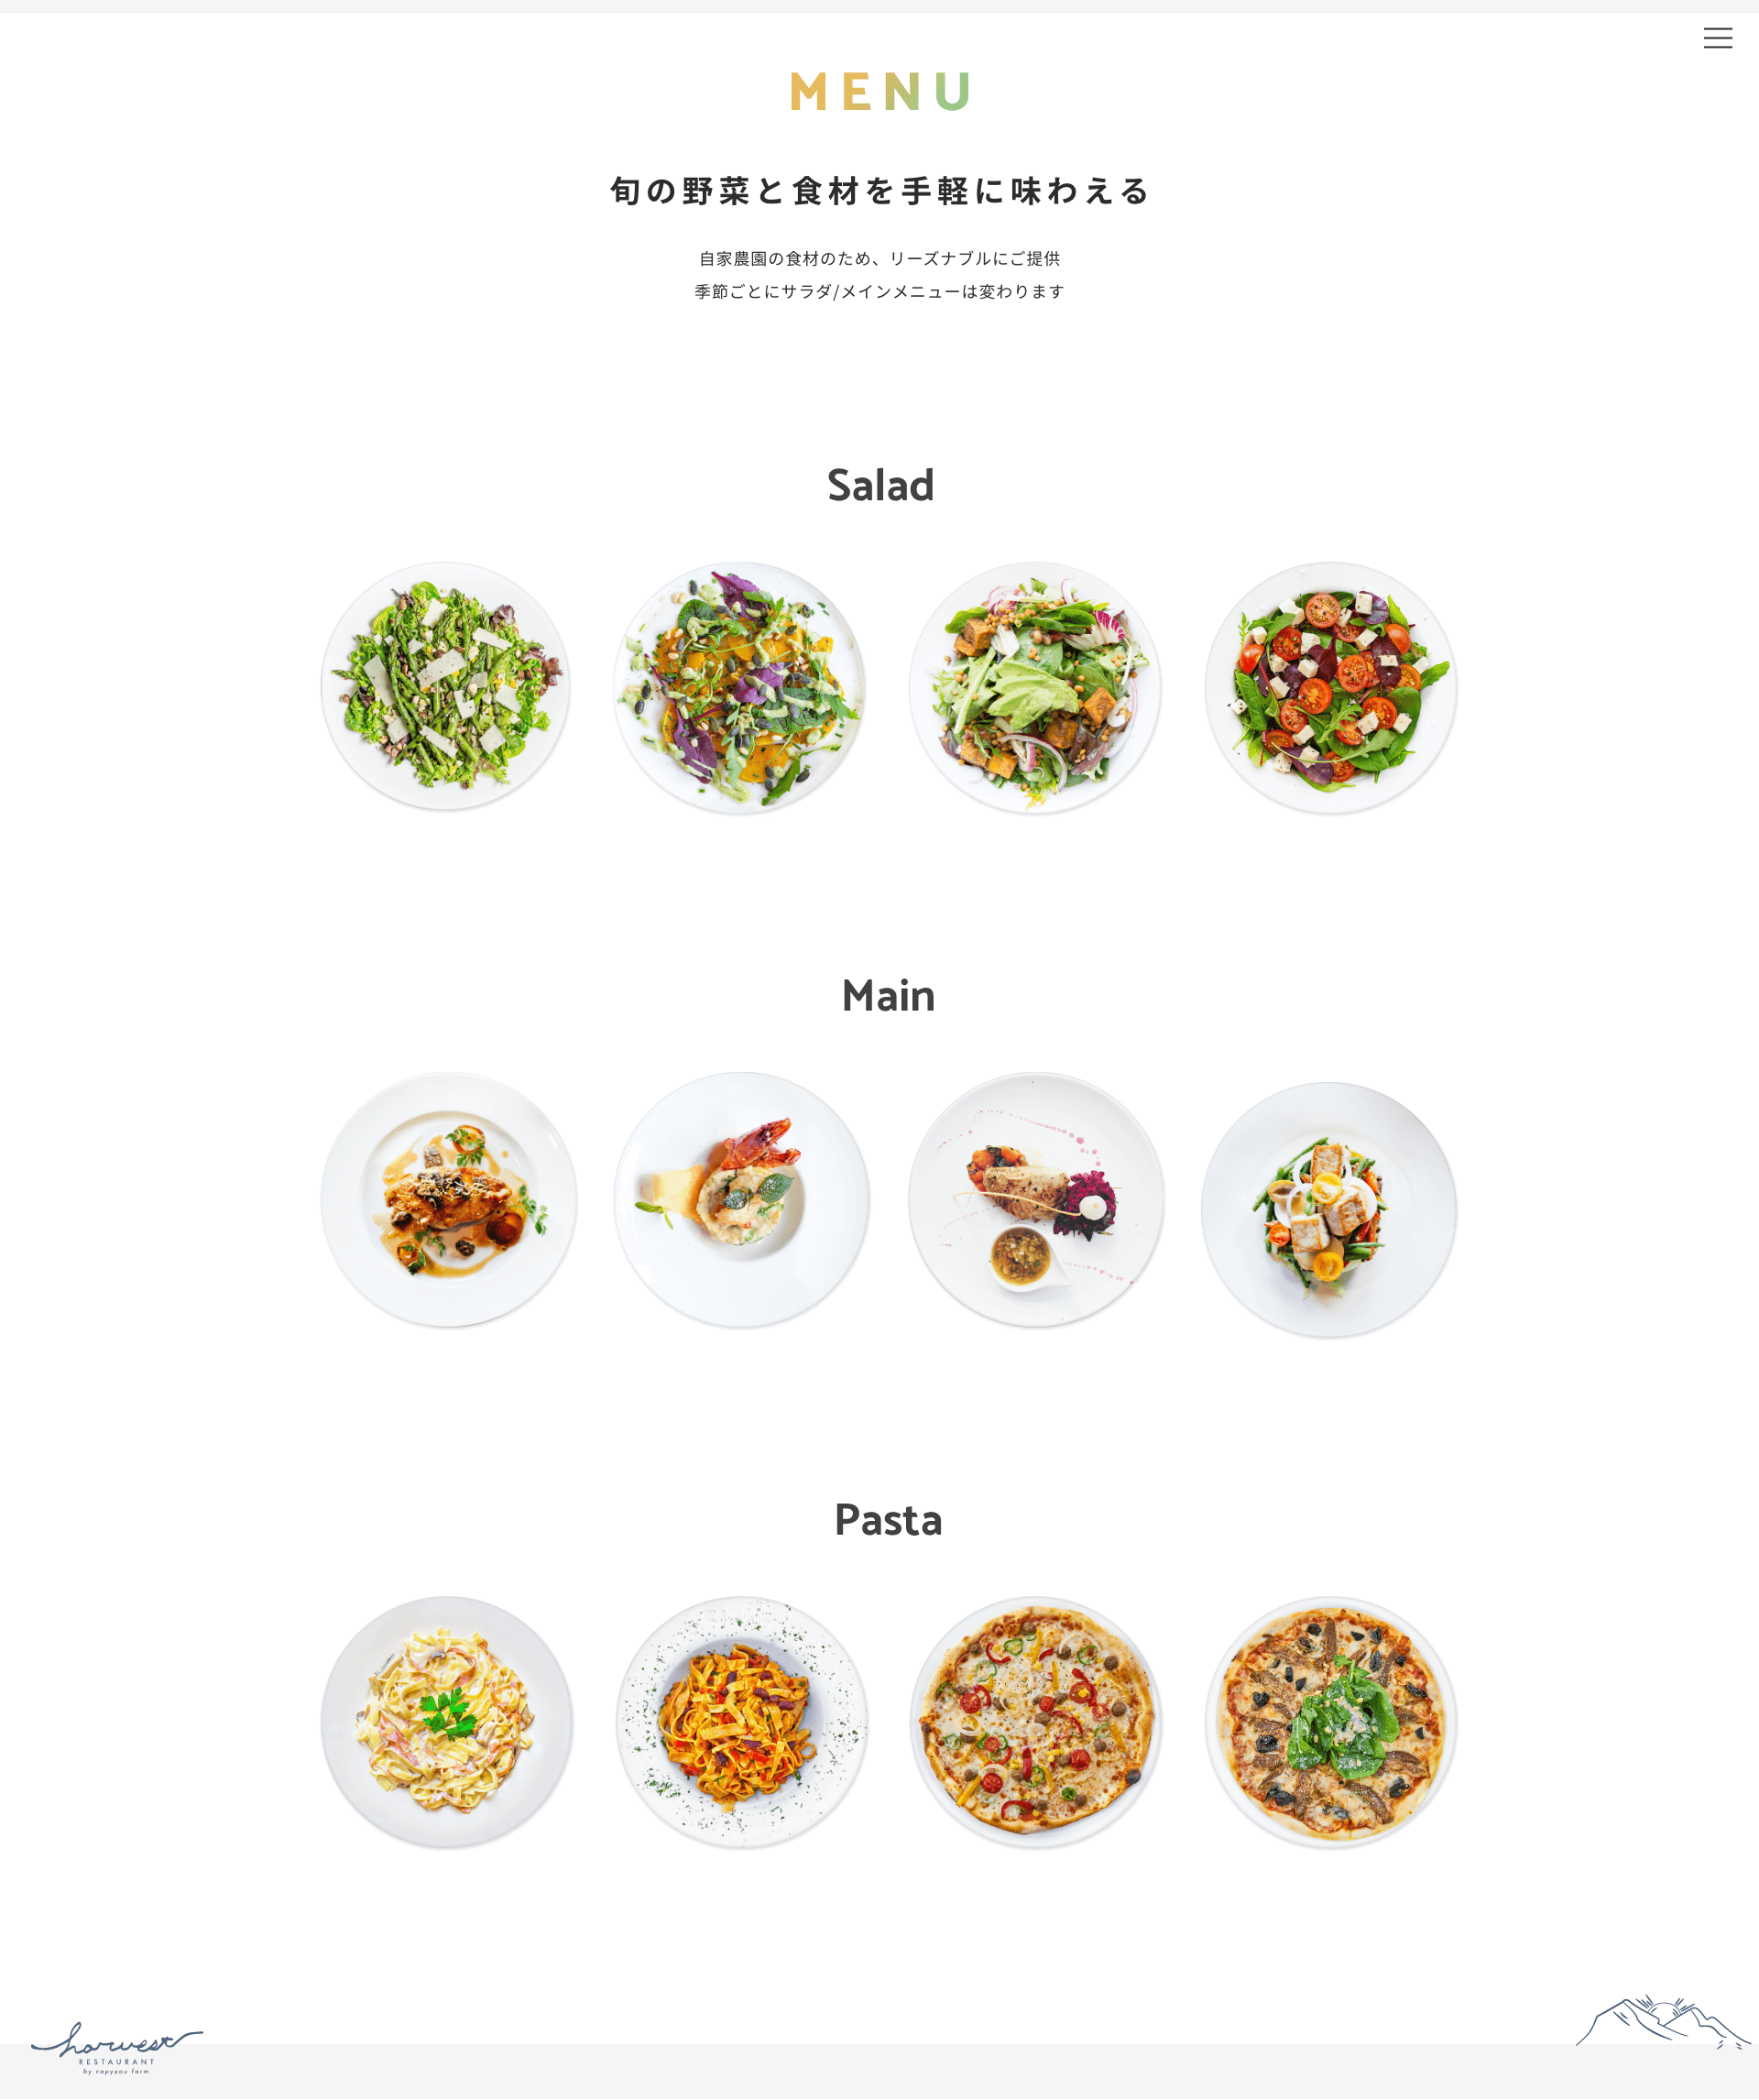 MENU
旬の野菜と食材を手軽に味わえる
自家農園の食材のため、リーズナブルにご提供
季節ごとにサラダ/メインメニューは変わります
Salad
Main
Pasta
harvest
RESTAURANT
by copysou farm